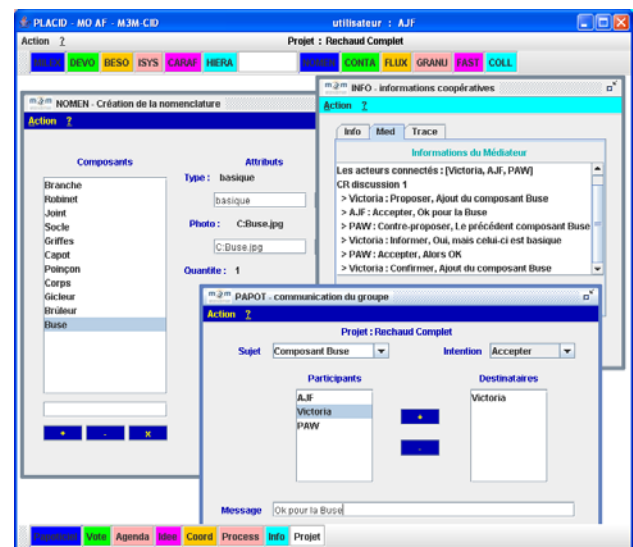 PLACID - MO AF - M3M-CID utilisateur : AJF
Action ? Projet : Rechaud Complet
MILEX DEVO BESO ISYS CARAF HIERA NOMEN CONTA FLUX GRANU FAST COLL
INFO - informations coopératives
Action ?
Info Med Trace
Informations du Médiateur
Les acteurs connectés : [Victoria, AJF, PAW]
CR discussion 1
> Victoria : Proposer, Ajout du composant Buse
> AJF : Accepter, Ok pour la Buse
> PAW : Contre-proposer, Le précédent composant Buse
> Victoria : Informer, Oui, mais celui-ci est basique
> PAW : Accepter, Alors OK
> Victoria : Confirmer, Ajout du composant Buse
NOMEN - Création de la nomenclature
Action ?
Composants
Attributs
Branche
Robinet
Joint
Socle
Griffes
Capot
Poinçon
Corps
Gicleur
Brûleur
Buse
+ - x
Type : basique
basique
Photo : C:Buse.jpg
C:Buse.jpg
Quantite : 1
PAPOT - communication du groupe
Action ?
Projet : Rechaud Complet
Sujet Composant Buse Intention Accepter
Participants Destinataires
AJF
Victoria
PAW
+
-
Victoria
Message Ok pour la Buse
Vote Agenda Idee Coord Process Info Projet